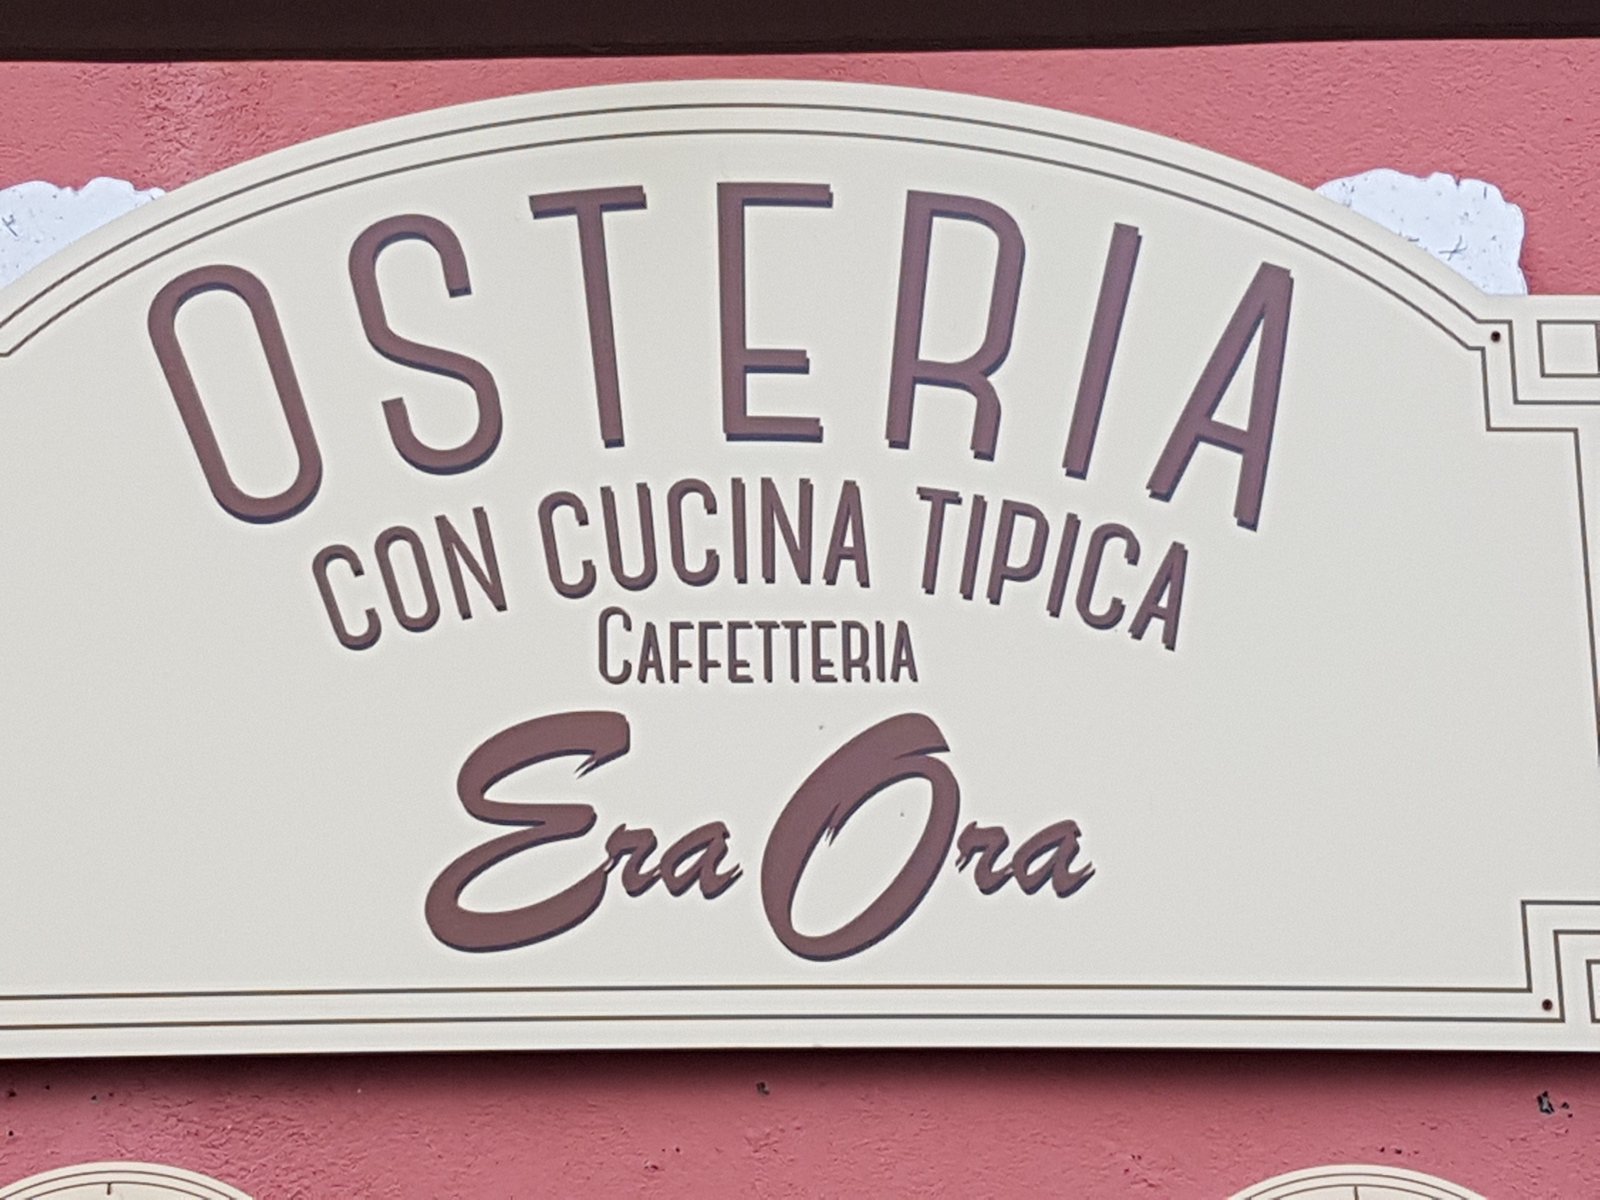 OSTERIA
CON CUCINA TIPICA
CAFFETTERIA
Era Ora